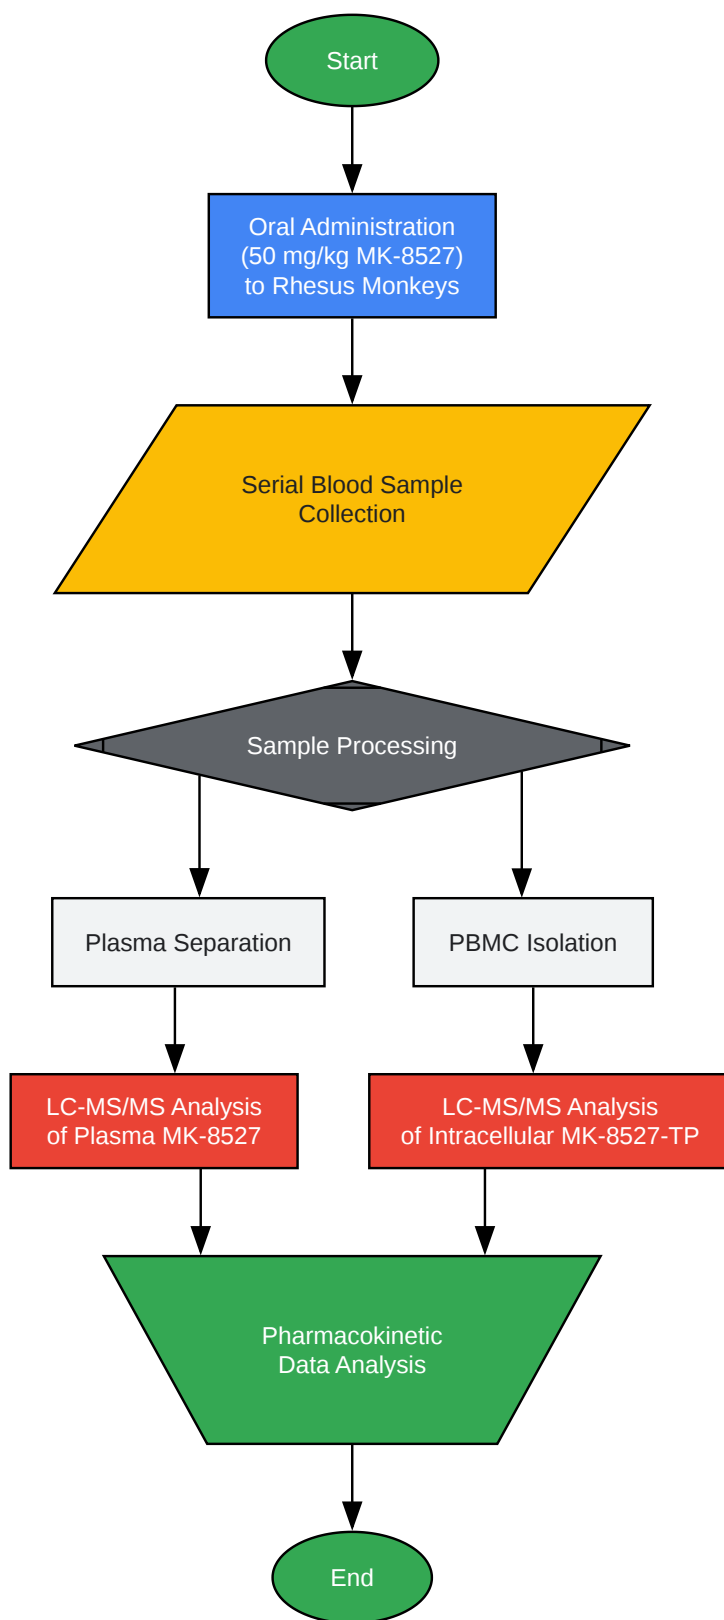 Start
Oral Administration
(50 mg/kg MK-8527)
to Rhesus Monkeys
Serial Blood Sample
Collection
Sample Processing
Plasma Separation
PBMC Isolation
LC-MS/MS Analysis
of Plasma MK-8527
LC-MS/MS Analysis
of Intracellular MK-8527-TP
Pharmacokinetic
Data Analysis
End